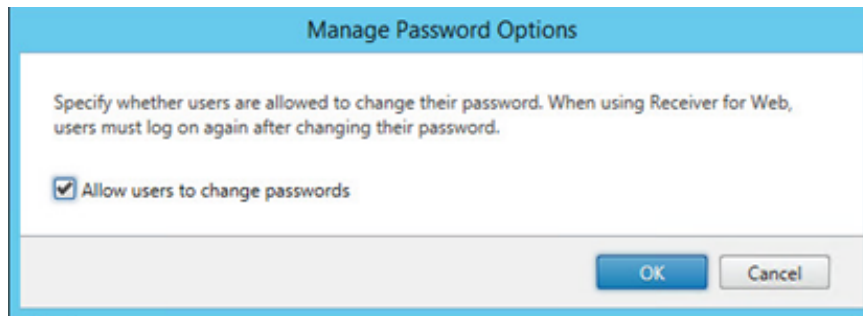 Manage Password Options
Specify whether users are allowed to change their password. When using Receiver for Web,
users must log on again after changing their password.
Allow users to change passwords
OK
Cancel